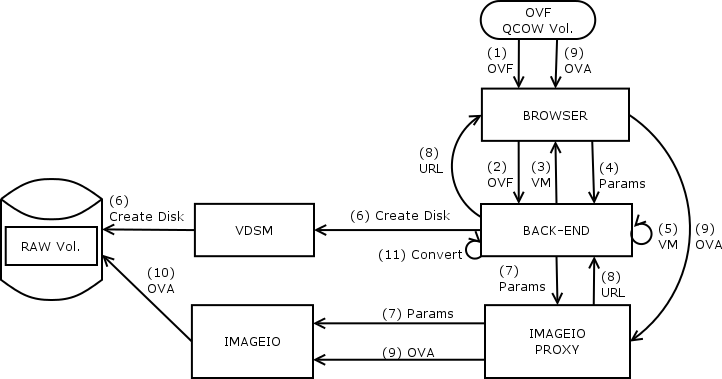 OVF
QCOW Vol.
(1)
OVF
(9)
OVA
BROWSER
(8)
URL
(2)
OVF
(3)
VM
(4)
Params
(6)
Create Disk
RAW Vol.
VDSM
(6) Create Disk
BACK-END
(5)
VM
(9)
OVA
(11) Convert
(10)
OVA
(7)
Params
(8)
URL
IMAGEIO
(7) Params
(9) OVA
IMAGEIO
PROXY